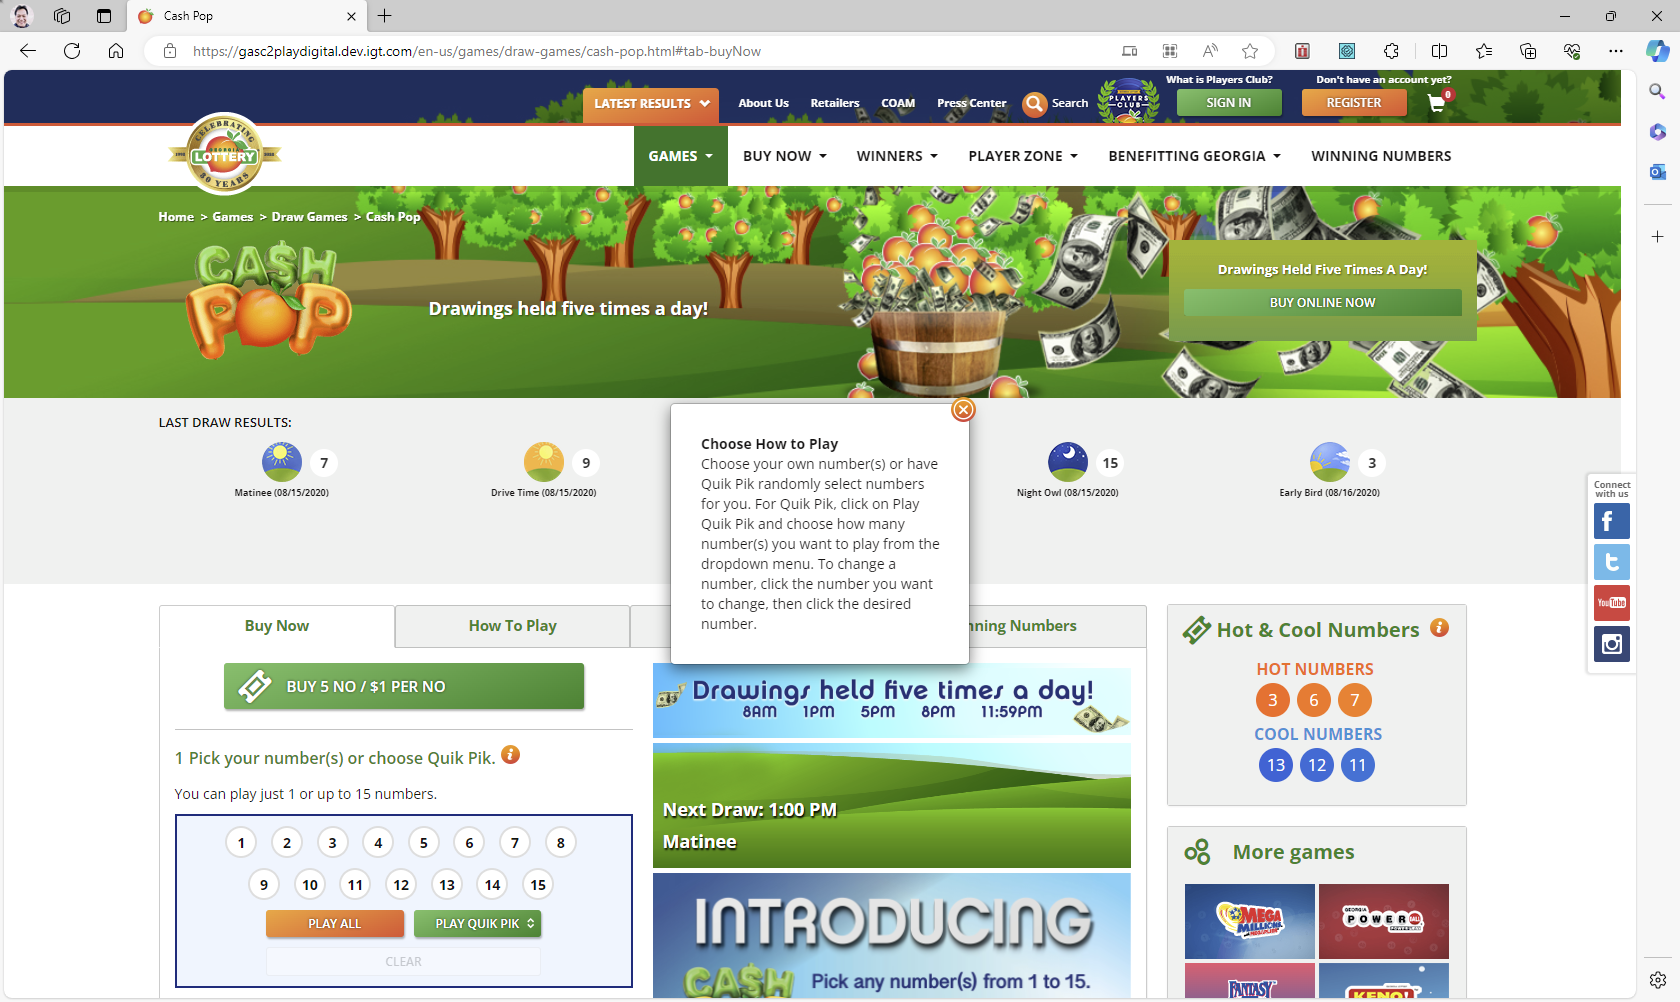 Cash Pop
https://gasc2playdigital.dev.igt.com/en-us/games/draw-games/cash-pop.html#tab-buyNow
What is Players Club?
Don't have an account yet?
LATEST RESULTS
About Us
Retailers
COAM
Press Center
Search
PLAYERS
CLUB
SIGN IN
REGISTER
0
CELEBRATING
GEORGIA
LOTTERY
30 YEARS
GAMES
BUY NOW
WINNERS
PLAYER ZONE
BENEFITTING GEORGIA
WINNING NUMBERS
Home > Games > Draw Games > Cash Pop
CA$H
POP
Drawings held five times a day!
Drawings Held Five Times A Day!
BUY ONLINE NOW
LAST DRAW RESULTS:
7
Matinee (08/15/2020)
9
Drive Time (08/15/2020)
15
Night Owl (08/15/2020)
3
Early Bird (08/16/2020)
Choose How to Play
Choose your own number(s) or have
Quik Pik randomly select numbers
for you. For Quik Pik, click on Play
Quik Pik and choose how many
number(s) you want to play from the
dropdown menu. To change a
number, click the number you want
to change, then click the desired
number.
Connect
with us
YouTube
Buy Now
How To Play
nning Numbers
BUY 5 NO / $1 PER NO
1 Pick your number(s) or choose Quik Pik.
You can play just 1 or up to 15 numbers.
1 2 3 4 5 6 7 8
9 10 11 12 13 14 15
PLAY ALL
PLAY QUIK PIK
CLEAR
Drawings held five times a day!
8AM 1PM 5PM 8PM 11:59PM
Next Draw: 1:00 PM
Matinee
INTRODUCING
CA$H
Pick any number(s) from 1 to 15.
Hot & Cool Numbers
HOT NUMBERS
3 6 7
COOL NUMBERS
13 12 11
More games
MEGA
MILLIONS
GEORGIA
POWERBALL
FANTASY
KENO!